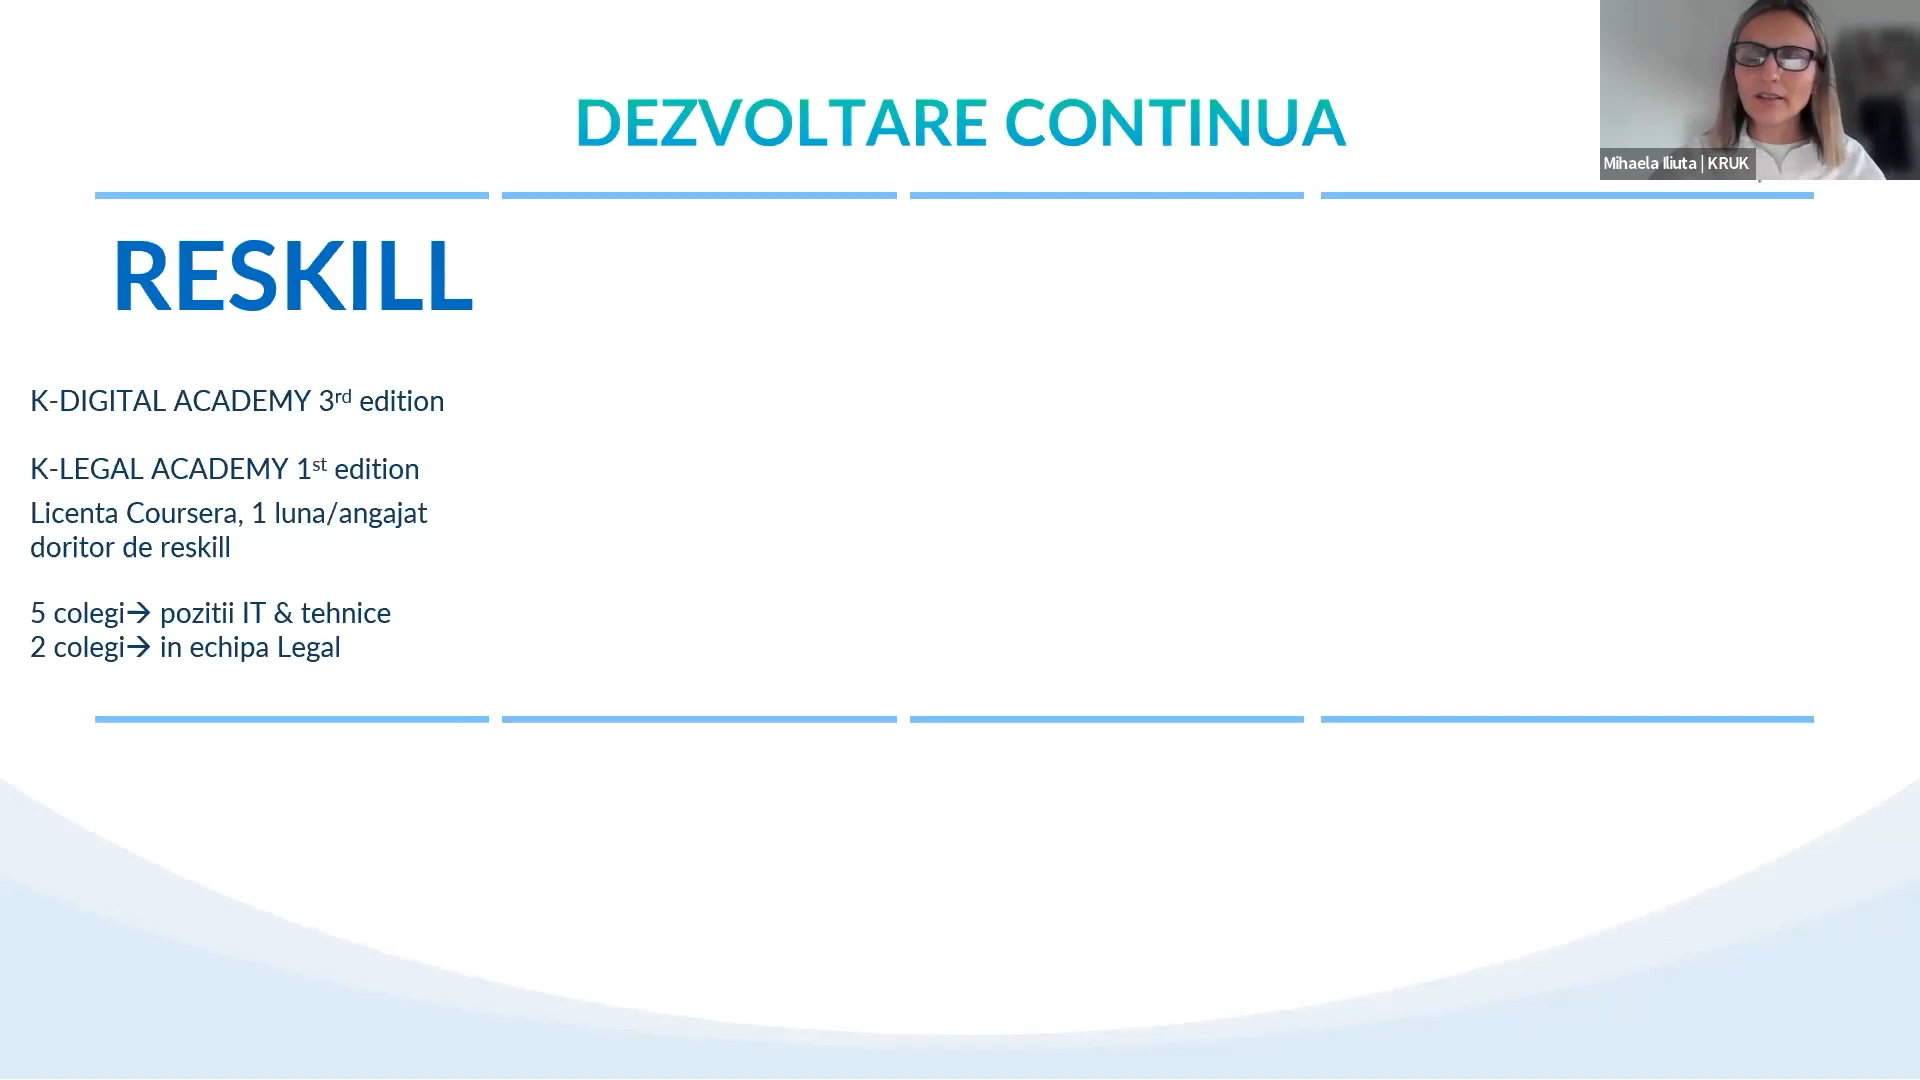 DEZVOLTARE CONTINUA
Mihaela Iliuta | KRUK
RESKILL
K-DIGITAL ACADEMY 3rd edition
K-LEGAL ACADEMY 1st edition
Licenta Coursera, 1 luna/angajat
doritor de reskill
5 colegi→ pozitii IT & tehnice
2 colegi→ in echipa Legal